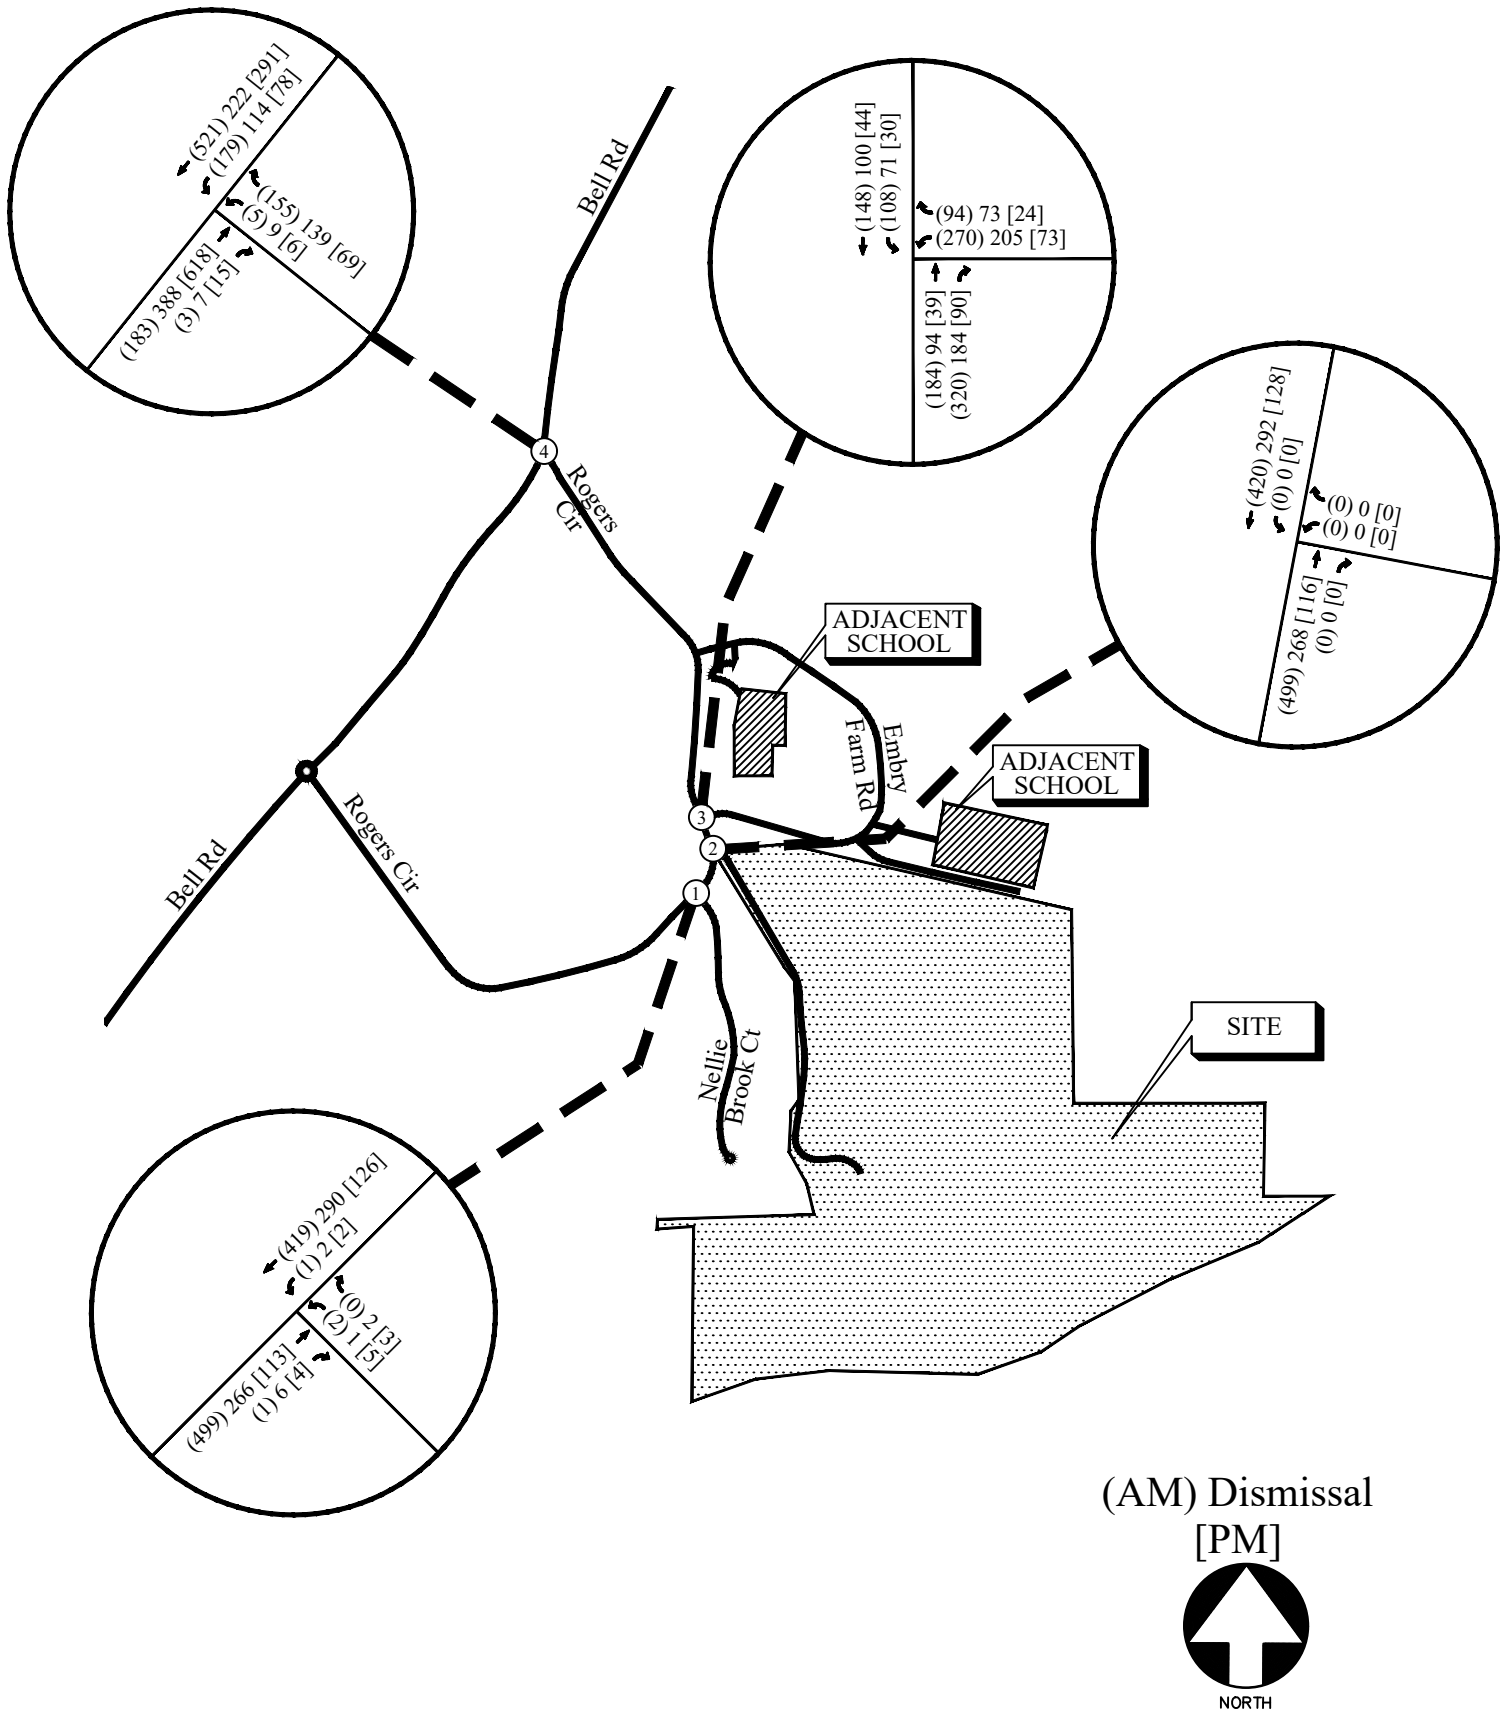 (521) 222 [291]
(179) 114 [78]
(155) 139 [69]
(5) 9 [6]
(183) 388 [618]
(3) 7 [15]
(148) 100 [44]
(108) 71 [30]
(94) 73 [24]
(270) 205 [73]
(184) 94 [39]
(320) 184 [90]
(420) 292 [128]
(0) 0 [0]
(0) 0 [0]
(0) 0 [0]
(499) 268 [116]
(0) 0 [0]
Bell Rd
4
Rogers
Cir
ADJACENT
SCHOOL
Embry
Farm Rd
ADJACENT
SCHOOL
3
2
1
Rogers Cir
Bell Rd
Nellie
Brook Ct
SITE
(419) 290 [126]
(1) 2 [2]
(0) 2 [3]
(2) 1 [5]
(499) 266 [113]
(1) 6 [4]
(AM) Dismissal
[PM]
NORTH